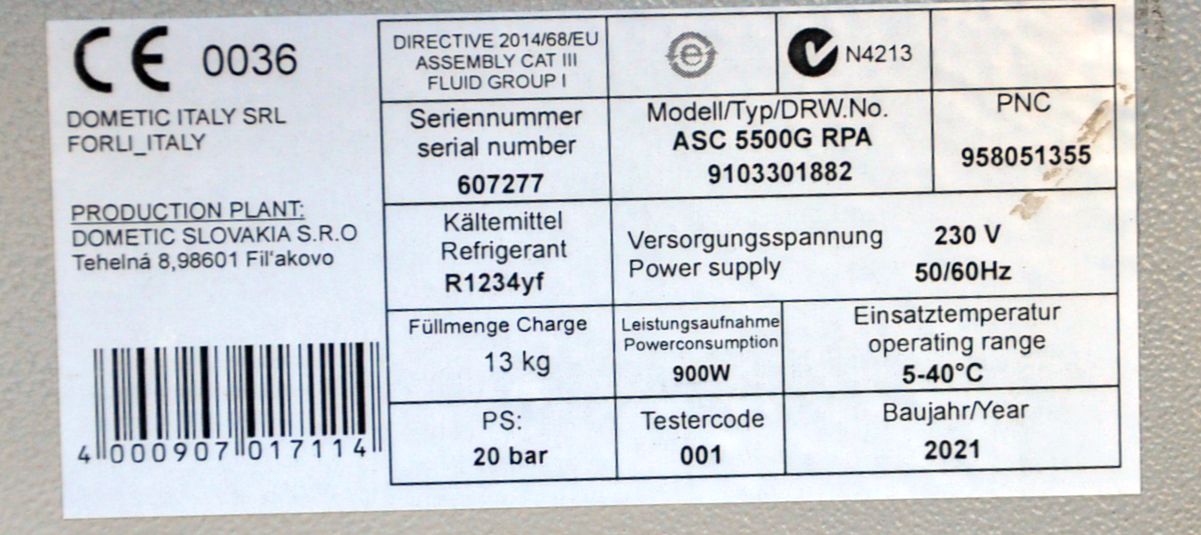 CE 0036
DOMETIC ITALY SRL
FORLI_ITALY
PRODUCTION PLANT:
DOMETIC SLOVAKIA S.R.O
Tehelná 8,98601 Fil'akovo
4 000907 017114
DIRECTIVE 2014/68/EU
ASSEMBLY CAT III
FLUID GROUP I
e
N4213
Seriennummer
serial number
607277
Modell/Typ/DRW.No.
ASC 5500G RPA
9103301882
PNC
958051355
Kältemittel
Refrigerant
R1234yf
Versorgungsspannung 230 V
Power supply 50/60Hz
Füllmenge Charge
13 kg
Leistungsaufnahme
Powerconsumption
900W
Einsatztemperatur
operating range
5-40°C
PS:
20 bar
Testercode
001
Baujahr/Year
2021